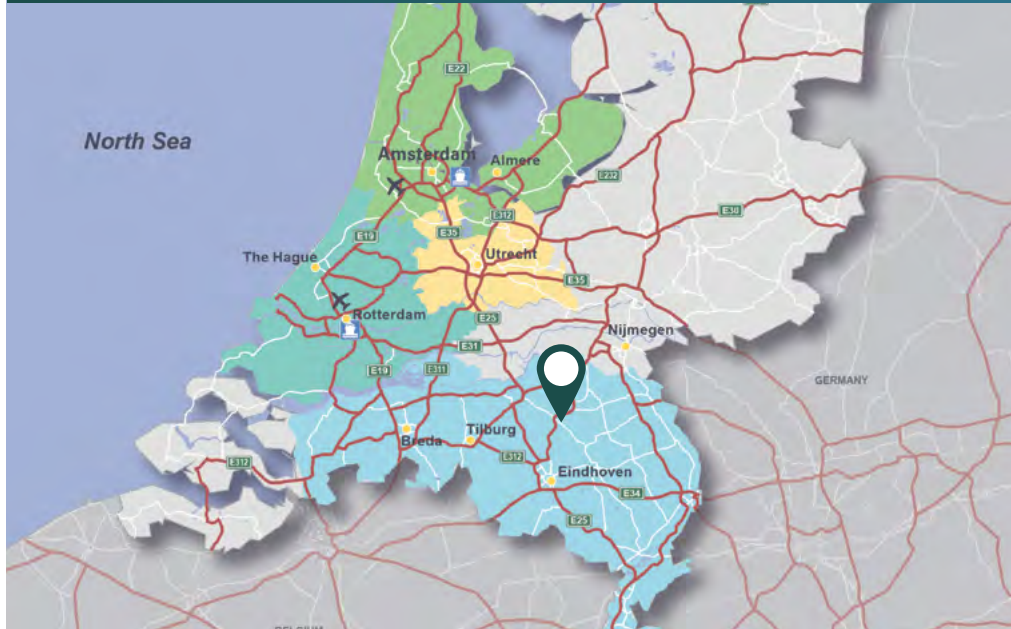 E22
North Sea
Amsterdam
Almere
E232
E312
E30
E19
E35
Utrecht
The Hague
E35
Rotterdam
E25
Nijmegen
E31
E19
E311
GERMANY
Breda
Tilburg
E312
E312
Eindhoven
E34
E25
BELGIUM